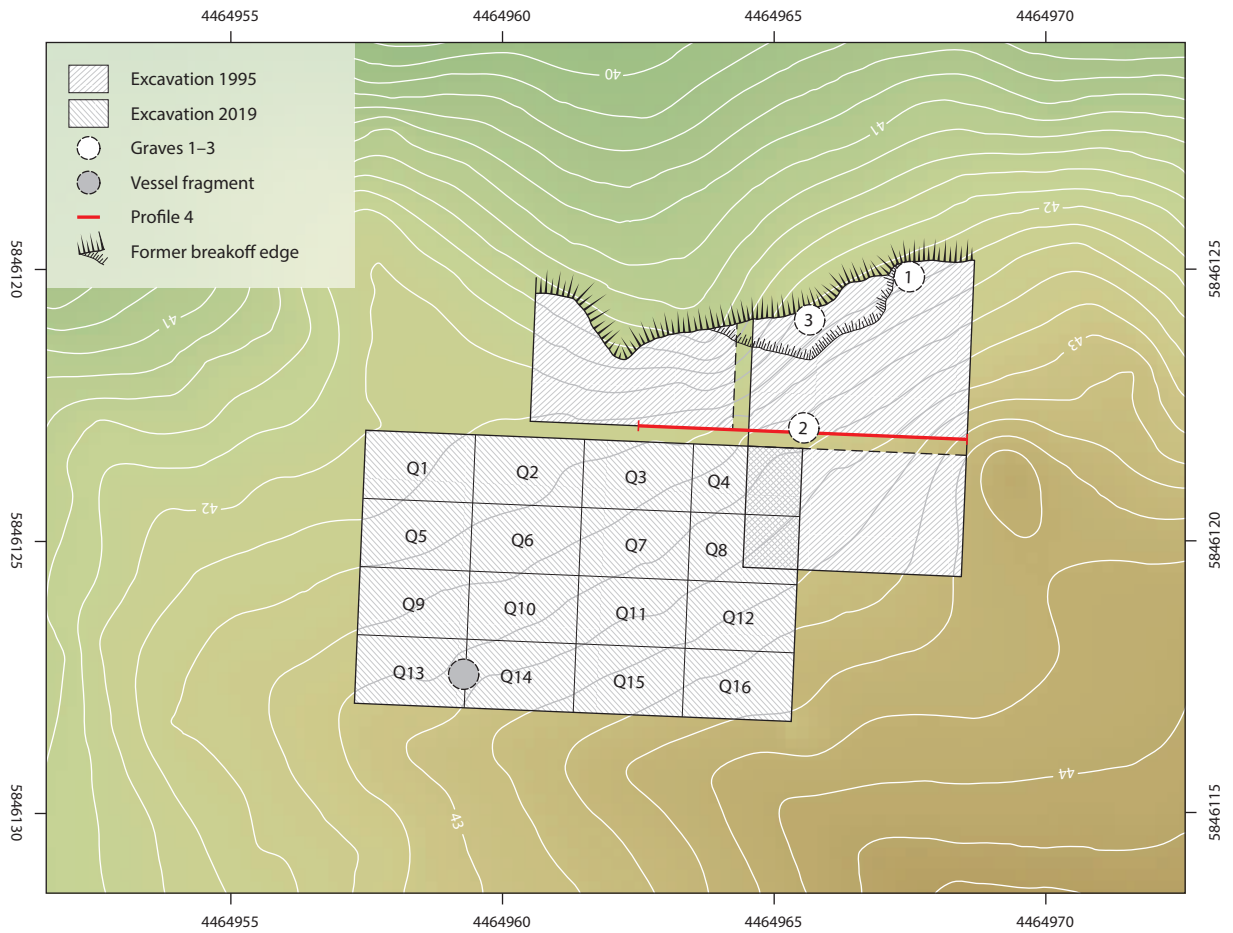 4464955 4464960 4464965 4464970
Excavation 1995
Excavation 2019
Graves 1–3
Vessel fragment
Profile 4
Former breakoff edge
40
41
42
43
41
42
43
44
1
3
2
Q1 Q2 Q3 Q4
Q5 Q6 Q7 Q8
Q9 Q10 Q11 Q12
Q13 Q14 Q15 Q16
5846120
5846125
5846130
5846125
5846120
5846115
4464955 4464960 4464965 4464970